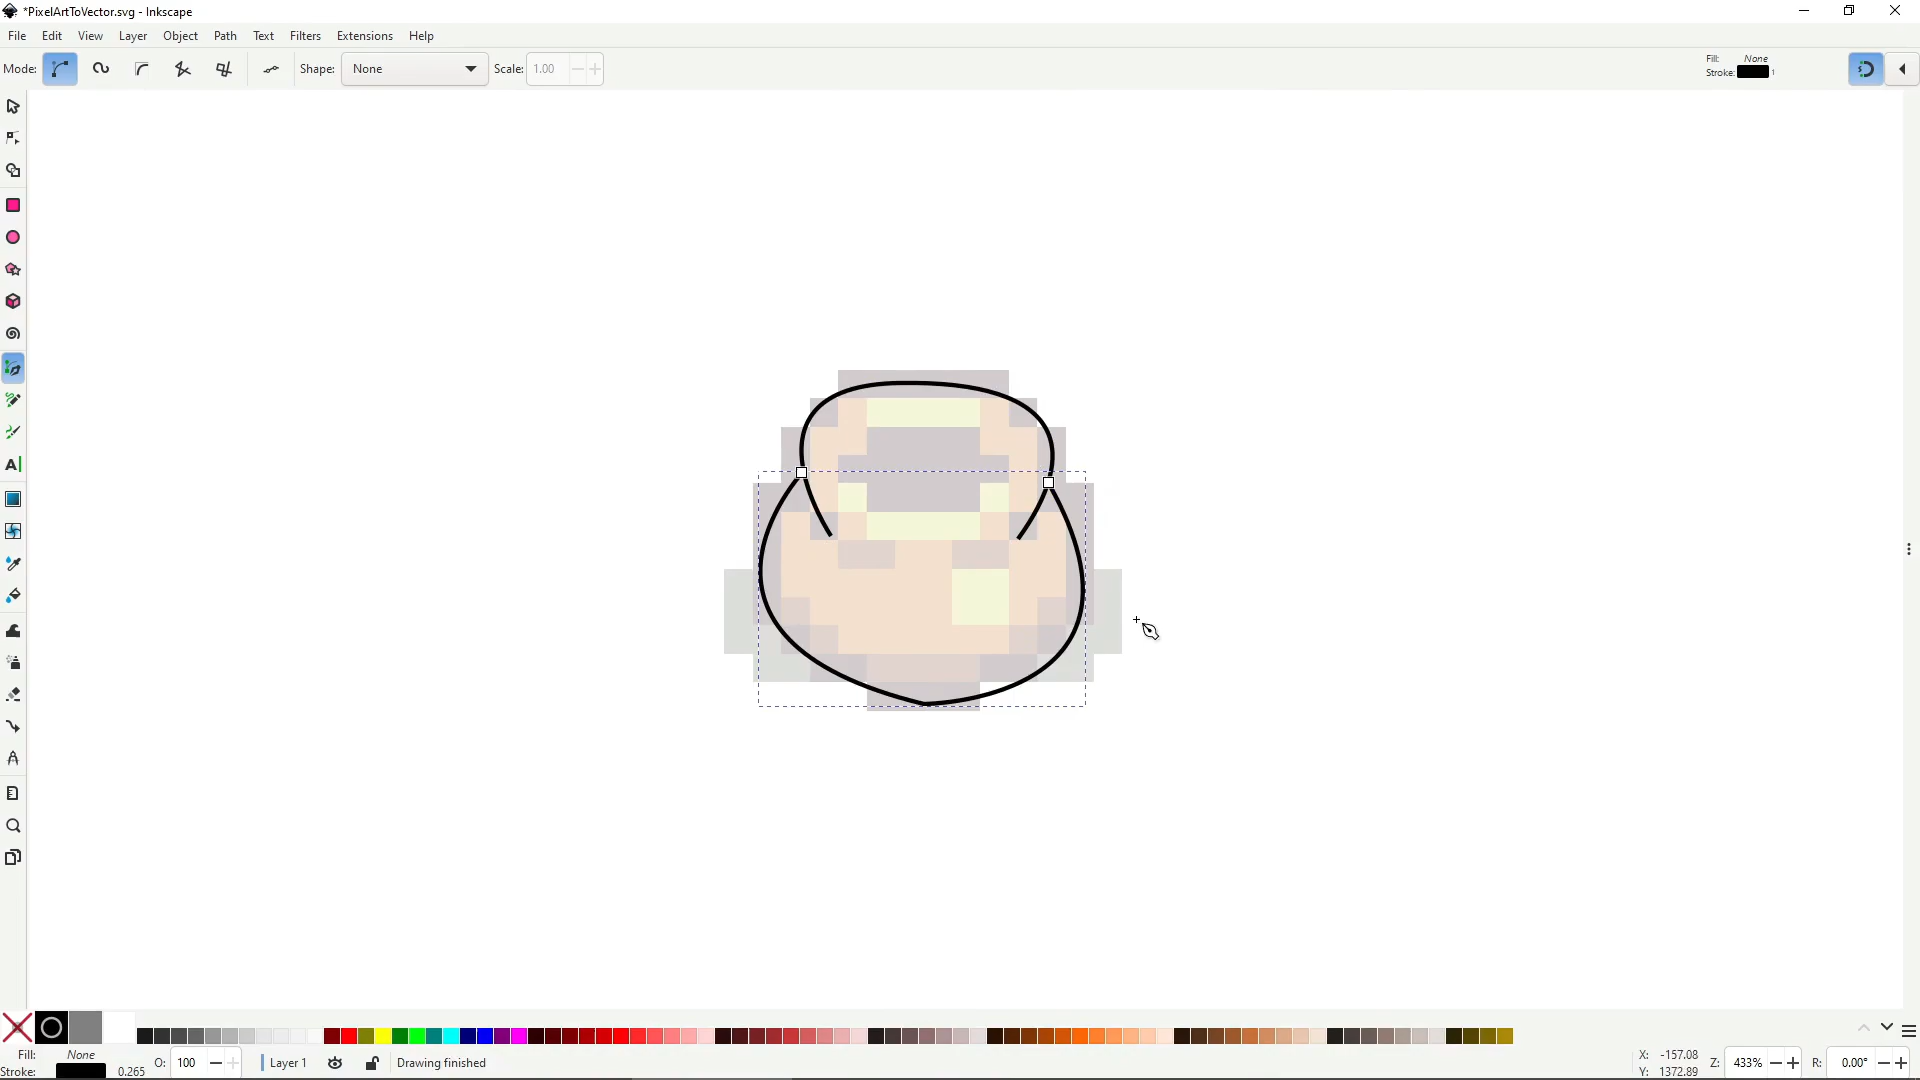 *PixelArtToVector.svg - Inkscape
File Edit View Layer Object Path Text Filters Extensions Help
Mode: Shape: None Scale: 1.00
Fill: None
Stroke: 1
A
Fill: None
Stroke: 0.265
O: 100 Layer 1 Drawing finished
X: -157.08
Y: 1372.89
Z: 433% R: 0.00°